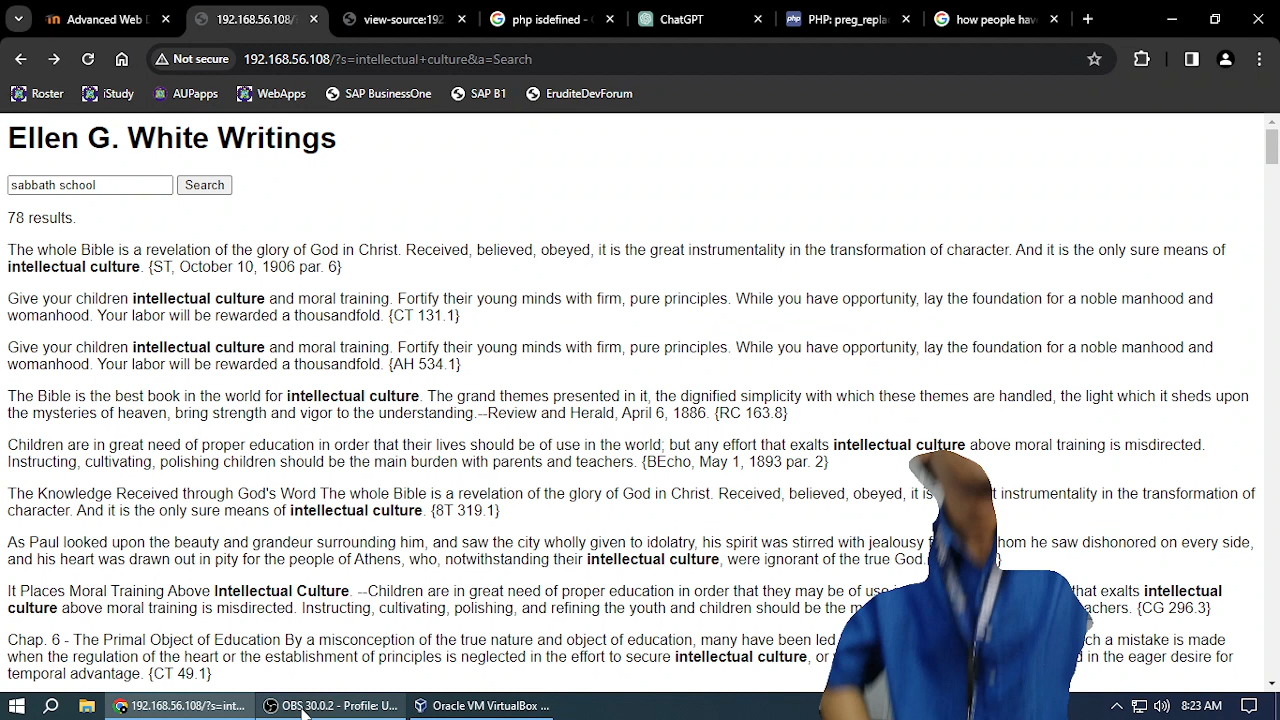 Advanced Web D
192.168.56.108/
view-source:192
php isdefined -
ChatGPT
PHP: preg_repla
how people hav
Not secure
192.168.56.108/?s=intellectual+culture&a=Search
Roster
iStudy
AUPapps
WebApps
SAP BusinessOne
SAP B1
EruditeDevForum
Ellen G. White Writings
sabbath school
Search
78 results.
The whole Bible is a revelation of the glory of God in Christ. Received, believed, obeyed, it is the great instrumentality in the transformation of character. And it is the only sure means of
intellectual culture. {ST, October 10, 1906 par. 6}
Give your children intellectual culture and moral training. Fortify their young minds with firm, pure principles. While you have opportunity, lay the foundation for a noble manhood and
womanhood. Your labor will be rewarded a thousandfold. {CT 131.1}
Give your children intellectual culture and moral training. Fortify their young minds with firm, pure principles. While you have opportunity, lay the foundation for a noble manhood and
womanhood. Your labor will be rewarded a thousandfold. {AH 534.1}
The Bible is the best book in the world for intellectual culture. The grand themes presented in it, the dignified simplicity with which these themes are handled, the light which it sheds upon
the mysteries of heaven, bring strength and vigor to the understanding.--Review and Herald, April 6, 1886. {RC 163.8}
Children are in great need of proper education in order that their lives should be of use in the world; but any effort that exalts intellectual culture above moral training is misdirected.
Instructing, cultivating, polishing children should be the main burden with parents and teachers. {BEcho, May 1, 1893 par. 2}
The Knowledge Received through God's Word The whole Bible is a revelation of the glory of God in Christ. Received, believed, obeyed, it instrumentality in the transformation of
character. And it is the only sure means of intellectual culture. {8T 319.1}
As Paul looked upon the beauty and grandeur surrounding him, and saw the city wholly given to idolatry, his spirit was stirred with jealousy he saw dishonored on every side,
and his heart was drawn out in pity for the people of Athens, who, notwithstanding their intellectual culture, were ignorant of the true God.
It Places Moral Training Above Intellectual Culture. --Children are in great need of proper education in order that they may be of that exalts intellectual
culture above moral training is misdirected. Instructing, cultivating, polishing, and refining the youth and children should be the {CG 296.3}
Chap. 6 - The Primal Object of Education By a misconception of the true nature and object of education, many have been led a mistake is made
when the regulation of the heart or the establishment of principles is neglected in the effort to secure intellectual culture, or in the eager desire for
temporal advantage. {CT 49.1}
192.168.56.108/?s=int...
OBS 30.0.2 - Profile: U...
Oracle VM VirtualBox ...
8:23 AM